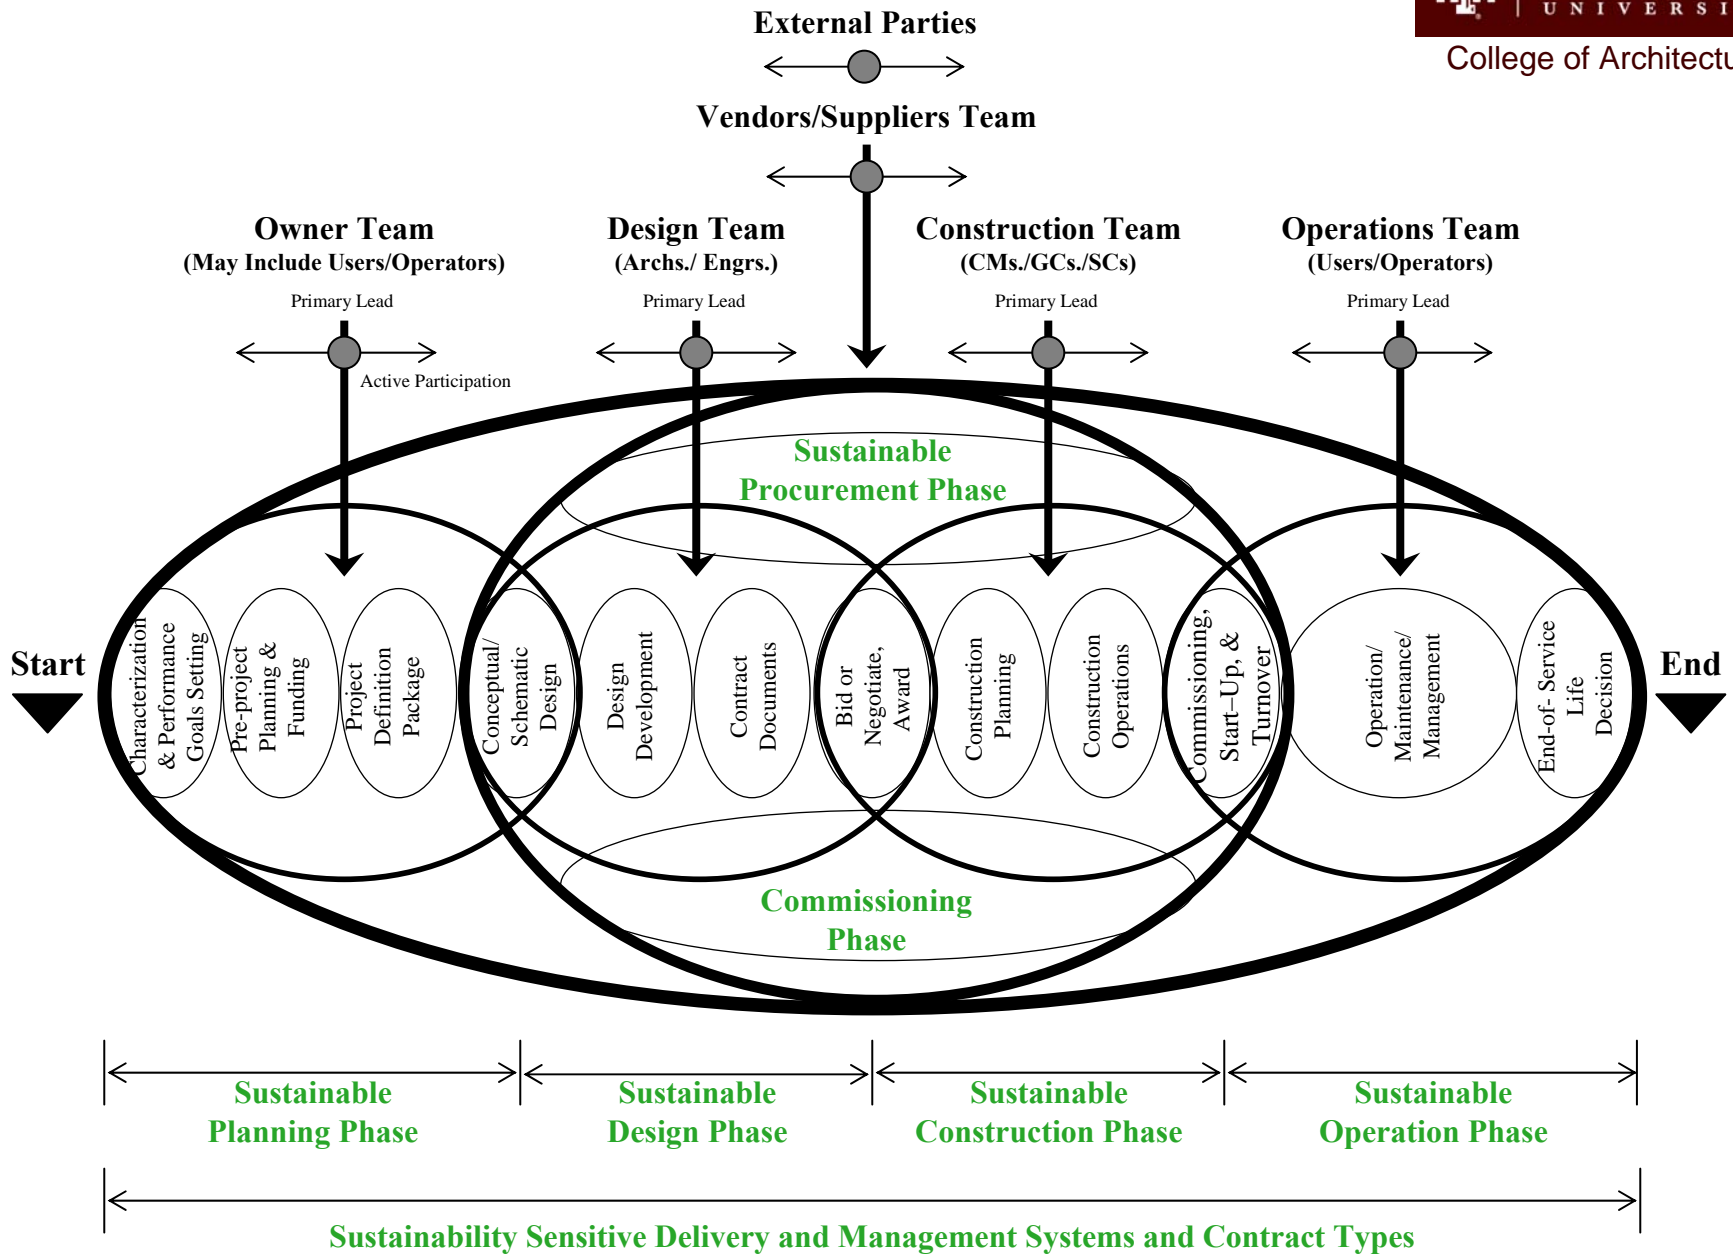 UNIVERSI
College of Architectu
External Parties
Vendors/Suppliers Team
Owner Team
(May Include Users/Operators)
Primary Lead
Active Participation
Design Team
(Archs./ Engrs.)
Primary Lead
Construction Team
(CMs./GCs./SCs)
Primary Lead
Operations Team
(Users/Operators)
Primary Lead
Sustainable
Procurement Phase
Start
Characterization
& Performance
Goals Setting
Pre-project
Planning &
Funding
Project
Definition
Package
Conceptual/
Schematic
Design
Design
Development
Contract
Documents
Bid or
Negotiate,
Award
Construction
Planning
Construction
Operations
Commissioning,
Start–Up, &
Turnover
Operation/
Maintenance/
Management
End-of- Service
Life
Decision
End
Commissioning
Phase
Sustainable
Planning Phase
Sustainable
Design Phase
Sustainable
Construction Phase
Sustainable
Operation Phase
Sustainability Sensitive Delivery and Management Systems and Contract Types